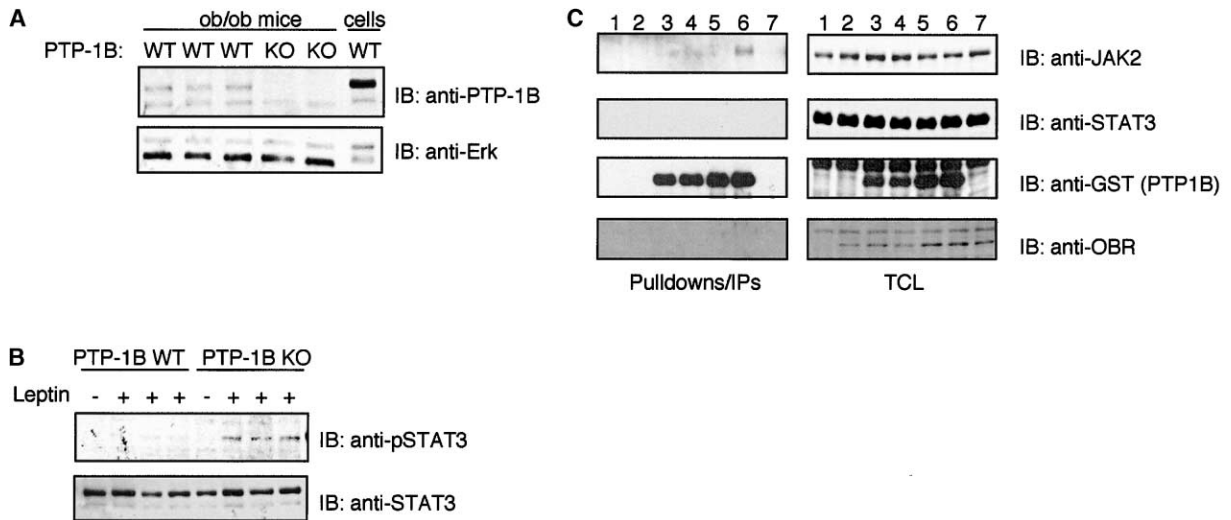 A
ob/ob mice cells
PTP-1B: WT WT WT KO KO WT
IB: anti-PTP-1B
IB: anti-Erk
B
PTP-1B WT PTP-1B KO
Leptin - + + + - + + +
IB: anti-pSTAT3
IB: anti-STAT3
C
1 2 3 4 5 6 7 1 2 3 4 5 6 7
IB: anti-JAK2
IB: anti-STAT3
IB: anti-GST (PTP1B)
IB: anti-OBR
Pulldowns/IPs TCL